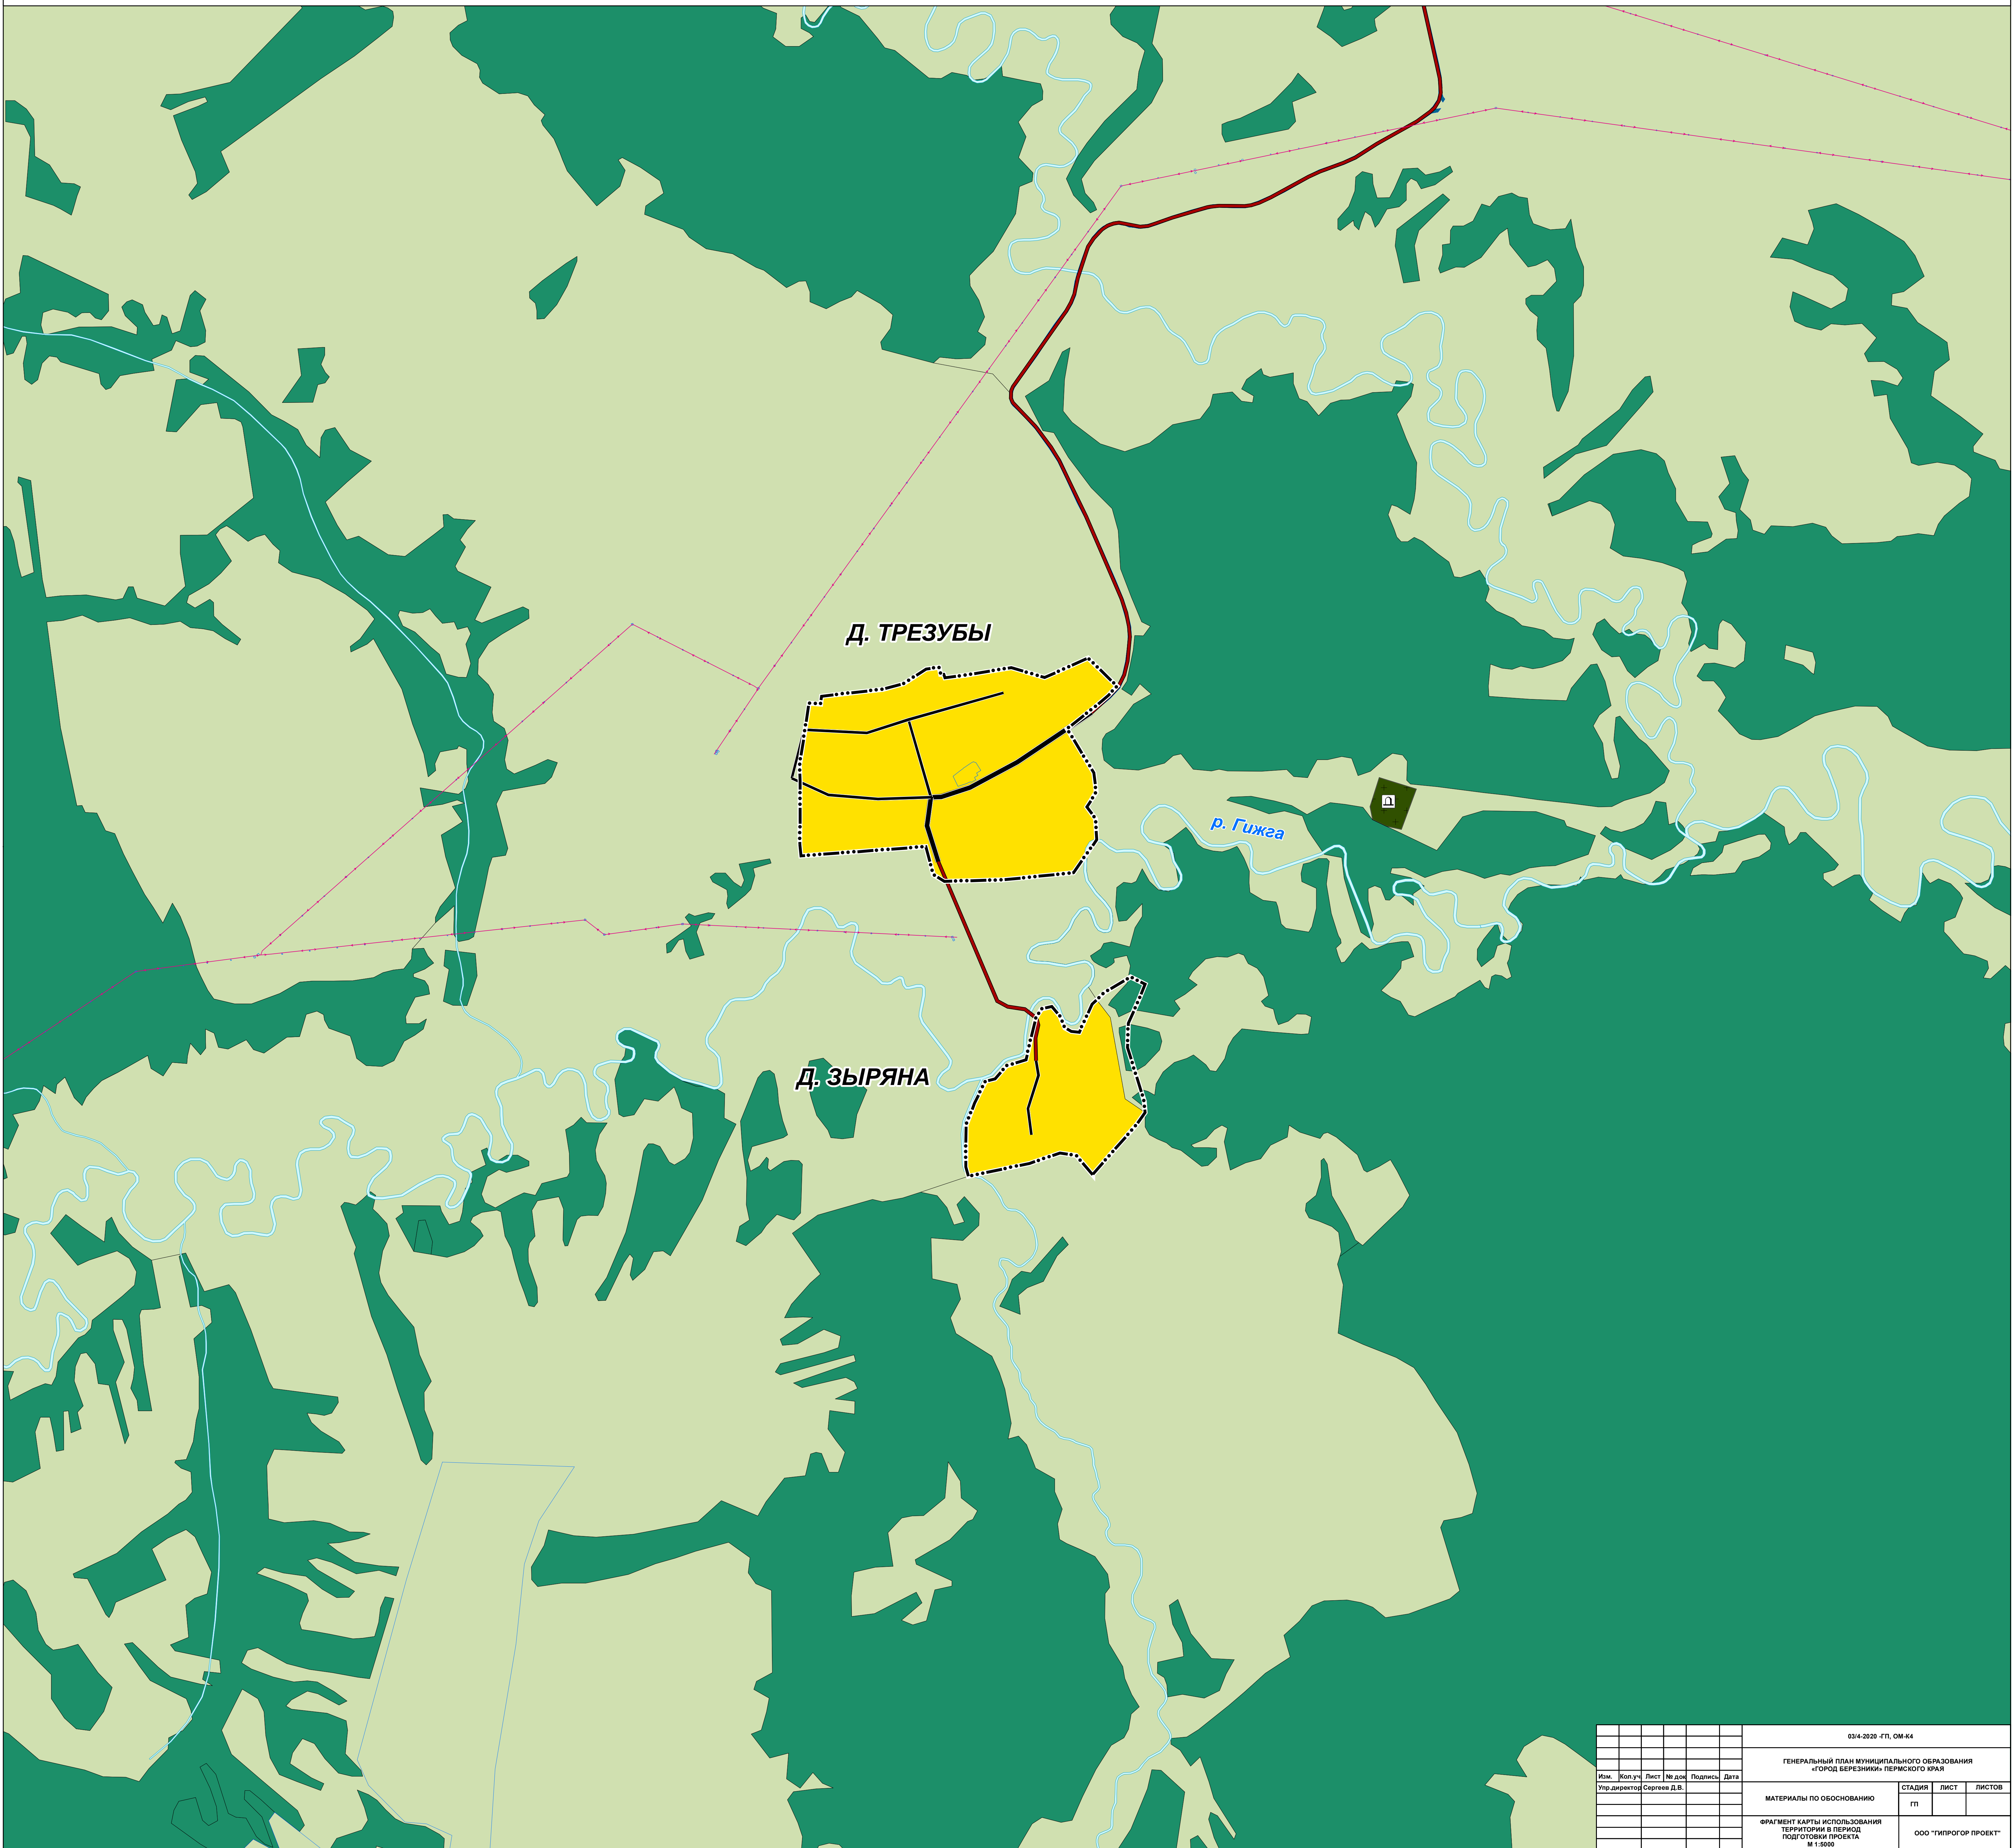 Д. ТРЕЗУБЫ
р. Гижга
Д. ЗЫРЯНА
03/4-2020 -ГП, ОМ-К4
ГЕНЕРАЛЬНЫЙ ПЛАН МУНИЦИПАЛЬНОГО ОБРАЗОВАНИЯ
«ГОРОД БЕРЕЗНИКИ» ПЕРМСКОГО КРАЯ
Изм. Кол.уч Лист № док Подпись Дата
Упр.директор Сергеев Д.В.
МАТЕРИАЛЫ ПО ОБОСНОВАНИЮ
СТАДИЯ ЛИСТ ЛИСТОВ
ГП
ФРАГМЕНТ КАРТЫ ИСПОЛЬЗОВАНИЯ
ТЕРРИТОРИИ В ПЕРИОД
ПОДГОТОВКИ ПРОЕКТА
М 1:5000
ООО "ГИПРОГОР ПРОЕКТ"